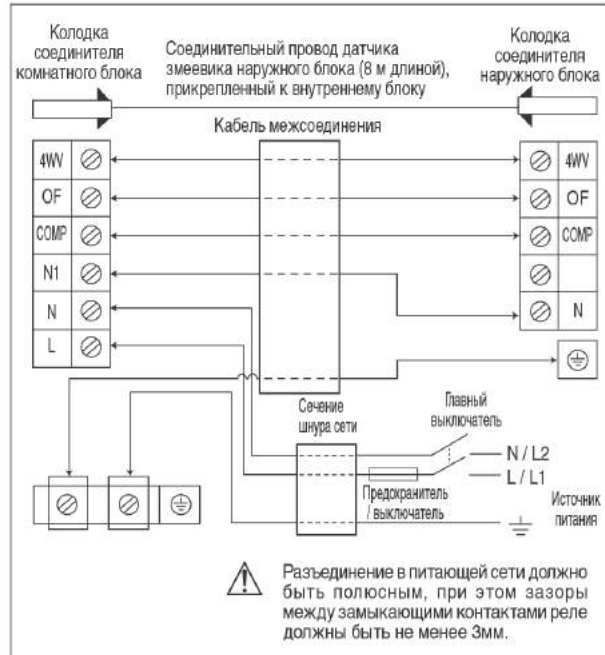 Колодка
соединителя
комнатного блока
Соединительный провод датчика
змеевика наружного блока (8 м длиной),
прикрепленный к внутреннему блоку
Колодка
соединителя
наружного блока
Кабель межсоединения
4WV
OF
COMP
N1
N
L
4WV
OF
COMP
N
Сечение
шнура сети
Главный
выключатель
N / L2
L / L1
Предохранитель
/ выключатель
Источник
питания
Разъединение в питающей сети должно
быть полюсным, при этом зазоры
между замыкающими контактами реле
должны быть не менее 3мм.